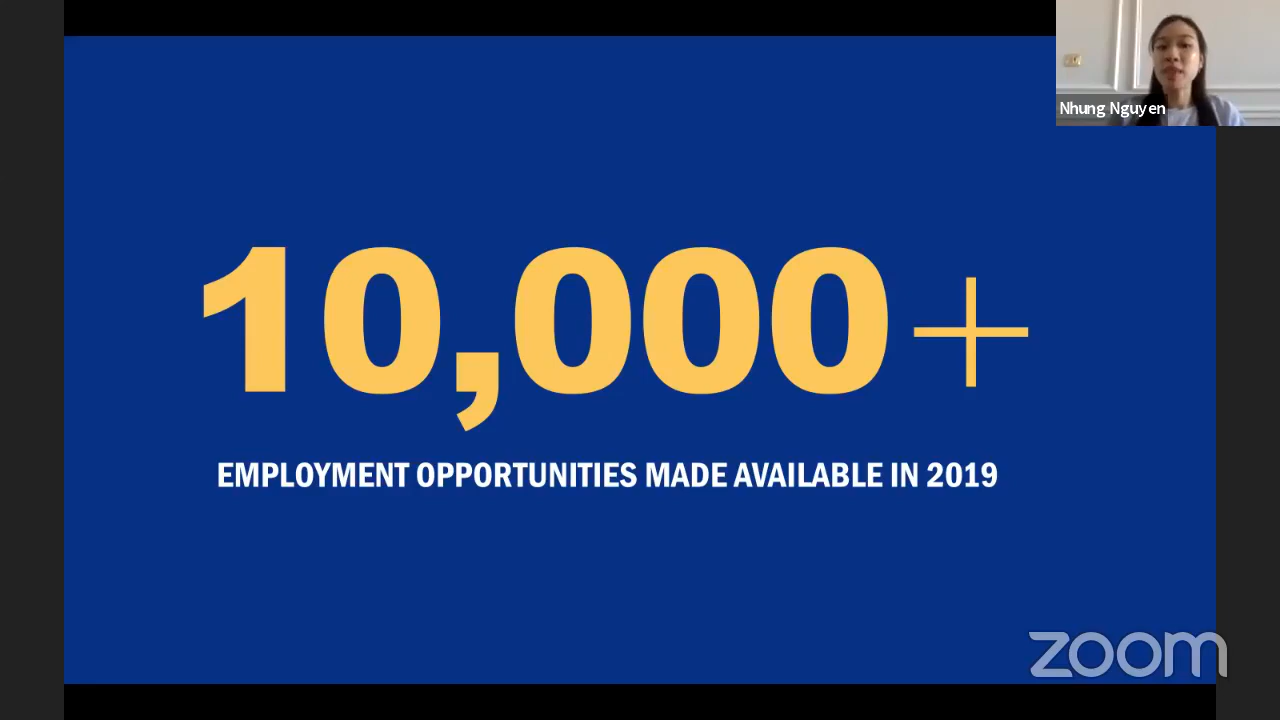 Nhung Nguyen
10,000+
EMPLOYMENT OPPORTUNITIES MADE AVAILABLE IN 2019
zoom